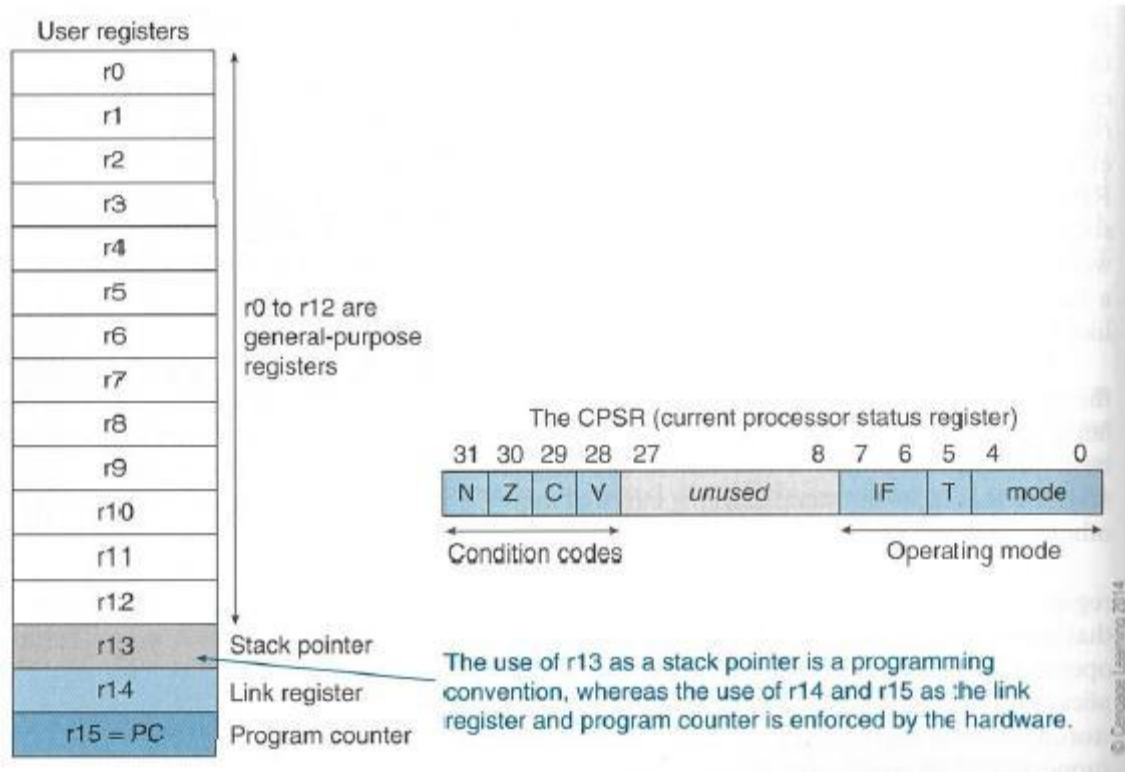 User registers
r0
r1
r2
r3
r4
r5
r6
r7
r8
r9
r10
r11
r12
r13
r14
r15 = PC
r0 to r12 are
general-purpose
registers
Stack pointer
Link register
Program counter
The CPSR (current processor status register)
31 30 29 28 27 8 7 6 5 4 0
N Z C V unused IF T mode
Condition codes
Operating mode
The use of r13 as a stack pointer is a programming
convention, whereas the use of r14 and r15 as the link
register and program counter is enforced by the hardware.
© Cengage Learning 2014